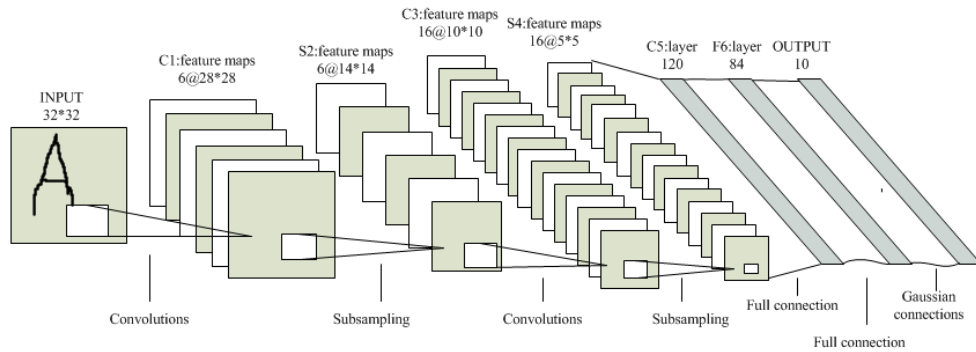 INPUT
32*32
C1:feature maps
6@28*28
S2:feature maps
6@14*14
C3:feature maps
16@10*10
S4:feature maps
16@5*5
C5:layer
120
F6:layer
84
OUTPUT
10
A
Convolutions
Subsampling
Convolutions
Subsampling
Full connection
Full connection
Gaussian
connections